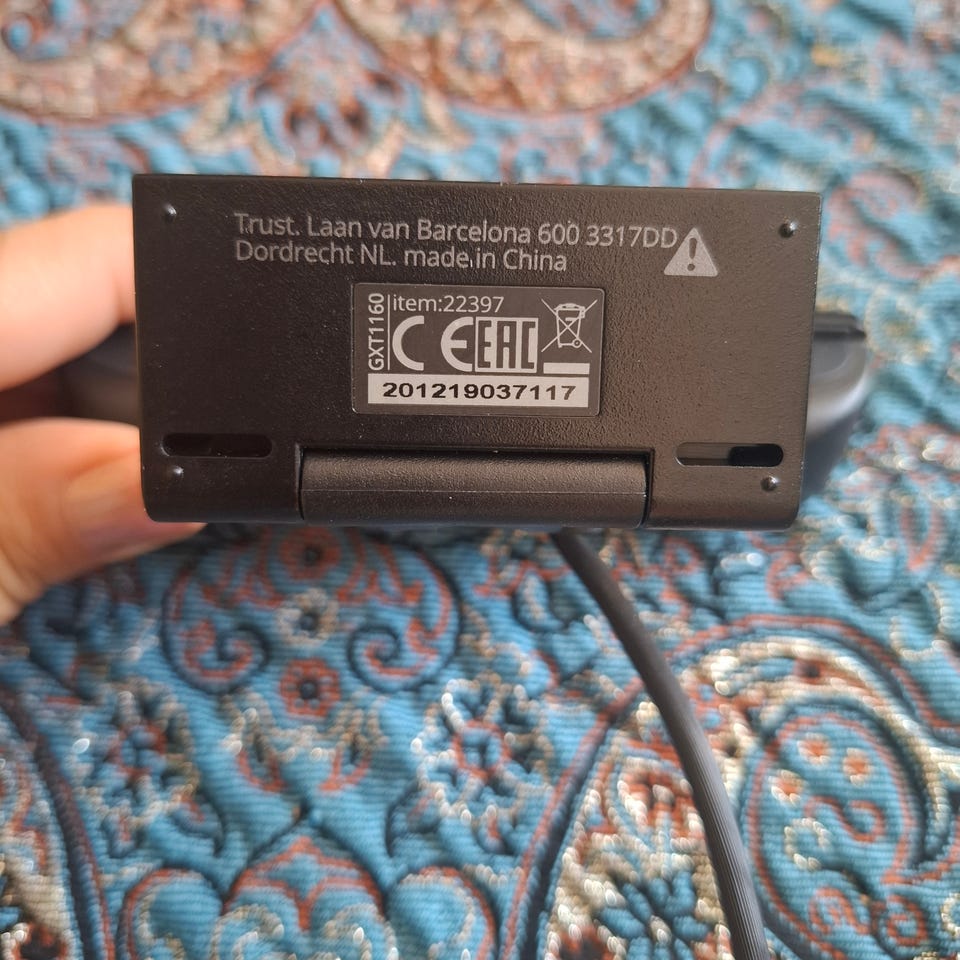 Trust. Laan van Barcelona 600 3317DD
Dordrecht NL. made in China
GXT1160
item:22397
CE EAC
201219037117